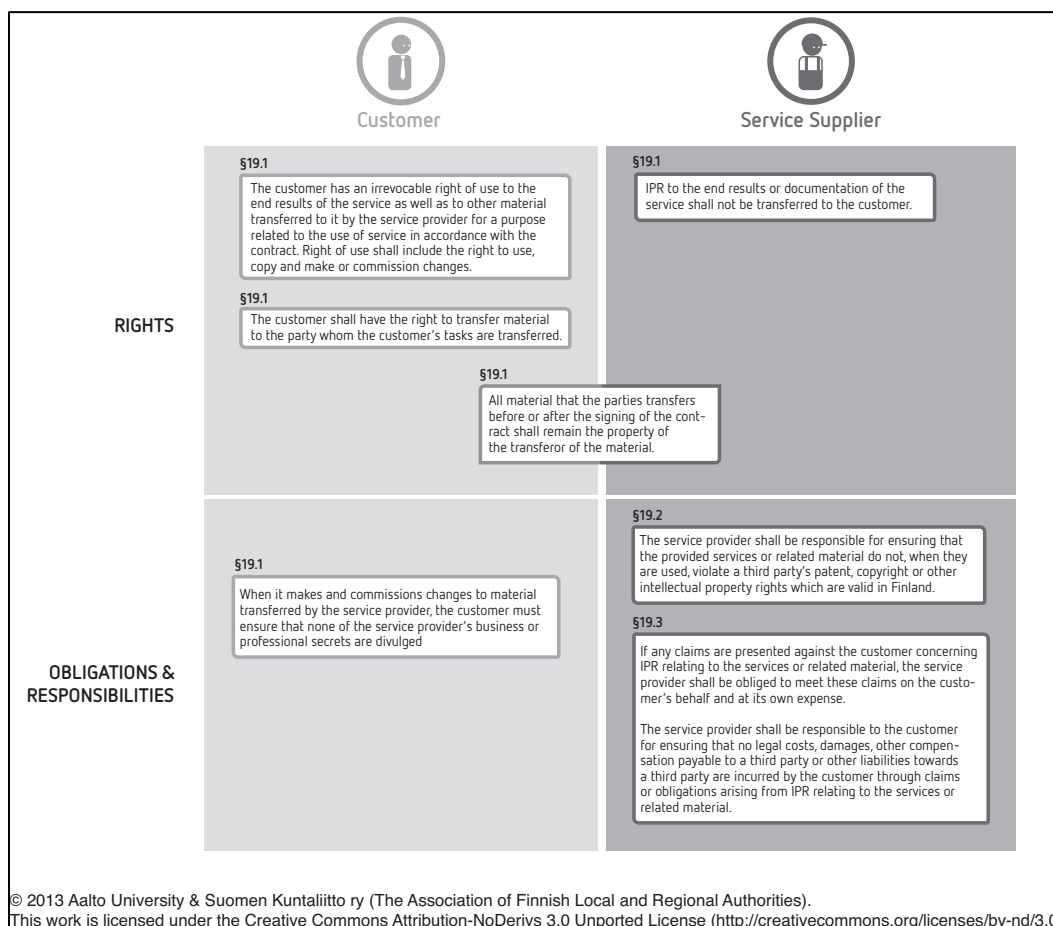 Customer
Service Supplier
RIGHTS
§19.1
The customer has an irrevocable right of use to the
end results of the service as well as to other material
transferred to it by the service provider for a purpose
related to the use of service in accordance with the
contract. Right of use shall include the right to use,
copy and make or commission changes.
§19.1
The customer shall have the right to transfer material
to the party whom the customer's tasks are transferred.
§19.1
IPR to the end results or documentation of the
service shall not be transferred to the customer.
§19.1
All material that the parties transfers
before or after the signing of the cont-
ract shall remain the property of
the transferor of the material.
OBLIGATIONS &
RESPONSIBILITIES
§19.1
When it makes and commissions changes to material
transferred by the service provider, the customer must
ensure that none of the service provider's business or
professional secrets are divulged
§19.2
The service provider shall be responsible for ensuring that
the provided services or related material do not, when they
are used, violate a third party's patent, copyright or other
intellectual property rights which are valid in Finland.
§19.3
If any claims are presented against the customer concerning
IPR relating to the services or related material, the service
provider shall be obliged to meet these claims on the custo-
mer's behalf and at its own expense.
The service provider shall be responsible to the customer
for ensuring that no legal costs, damages, other compen-
sation payable to a third party or other liabilities towards
a third party are incurred by the customer through claims
or obligations arising from IPR relating to the services or
related material.
© 2013 Aalto University & Suomen Kuntaliitto ry (The Association of Finnish Local and Regional Authorities).
This work is licensed under the Creative Commons Attribution-NoDerivs 3.0 Unported License (http://creativecommons.org/licenses/by-nd/3.0